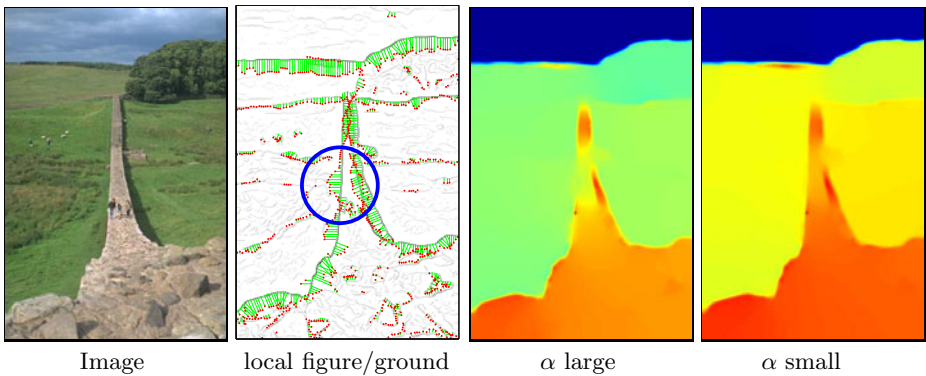 Image
local figure/ground
α large
α small